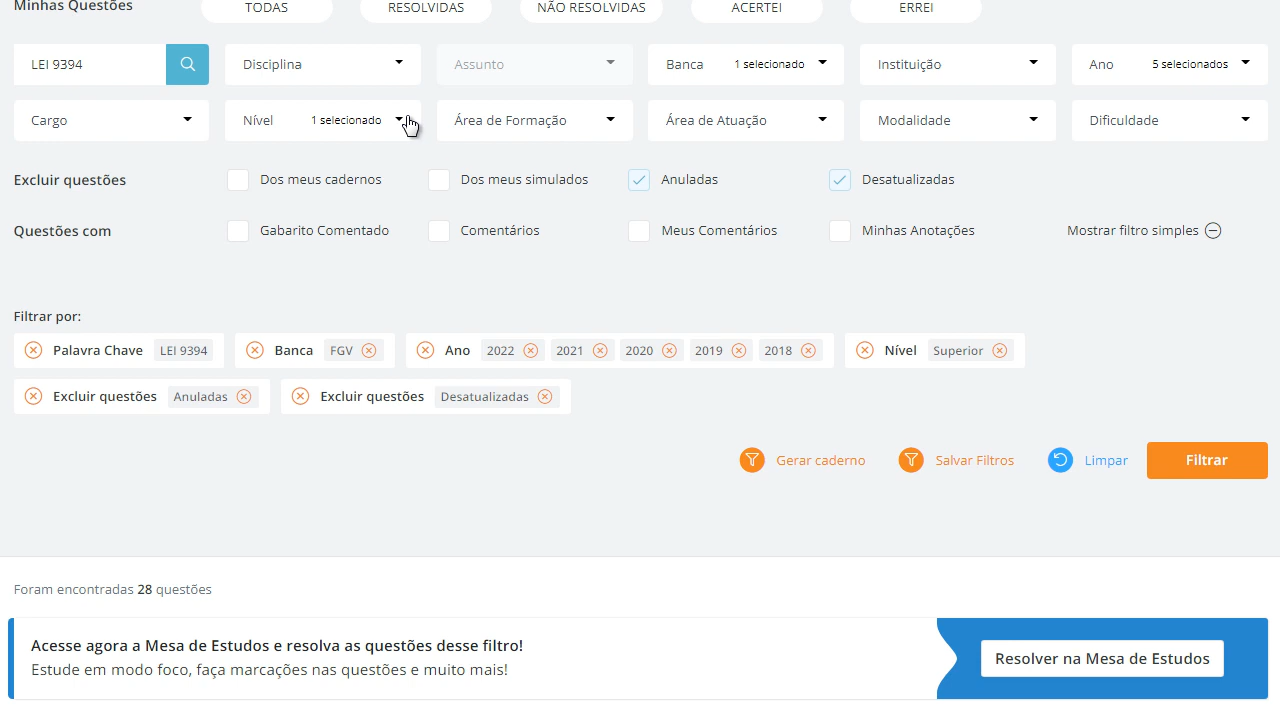 Minhas Questões TODAS RESOLVIDAS NÃO RESOLVIDAS ACERTEI ERREI
LEI 9394 Disciplina Assunto Banca 1 selecionado Instituição Ano 5 selecionados
Cargo Nível 1 selecionado Área de Formação Área de Atuação Modalidade Dificuldade
Excluir questões Dos meus cadernos Dos meus simulados Anuladas Desatualizadas
Questões com Gabarito Comentado Comentários Meus Comentários Minhas Anotações Mostrar filtro simples
Filtrar por:
Palavra Chave LEI 9394 Banca FGV Ano 2022 2021 2020 2019 2018 Nível Superior
Excluir questões Anuladas Excluir questões Desatualizadas
Gerar caderno Salvar Filtros Limpar Filtrar
Foram encontradas 28 questões
Acesse agora a Mesa de Estudos e resolva as questões desse filtro!
Estude em modo foco, faça marcações nas questões e muito mais!
Resolver na Mesa de Estudos